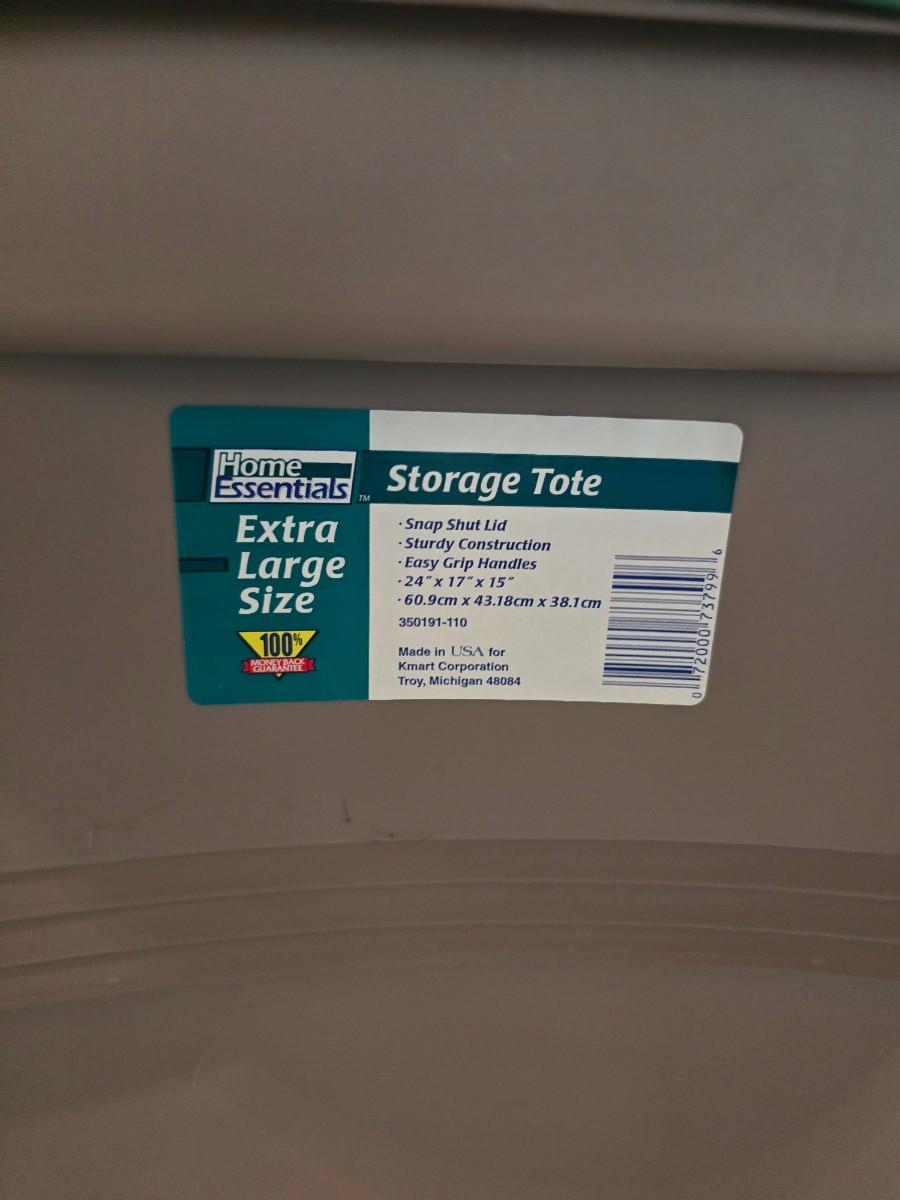 Home
Essentials™
Extra
Large
Size
100%
MONEY BACK
GUARANTEE
Storage Tote
· Snap Shut Lid
· Sturdy Construction
· Easy Grip Handles
· 24″ x 17″ x 15″
· 60.9cm x 43.18cm x 38.1cm
350191-110
Made in USA for
Kmart Corporation
Troy, Michigan 48084
0 72000 73799 6